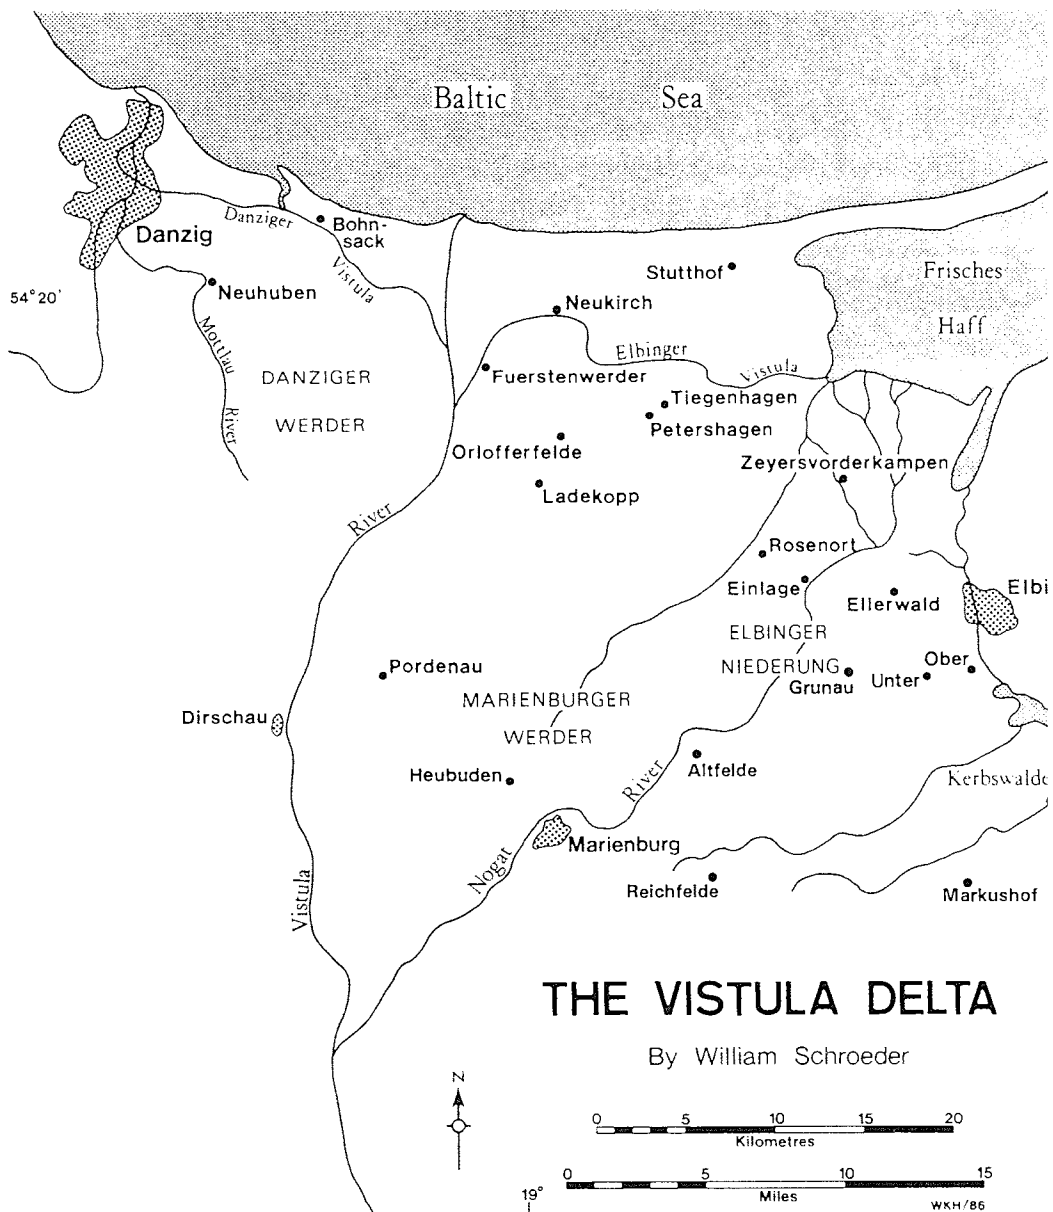 Baltic Sea
Danziger
Bohn-
sack
Danzig
Vistula
Stutthof
Frisches
Haff
54°20'
Neuhuben
Neukirch
Mottlau
River
Elbinger
Vistula
DANZIGER
WERDER
Fuerstenwerder
Tiegenhagen
Petershagen
Orlofferfelde
Zeyersvorderkampen
Ladekopp
River
Rosenort
Einlage
Ellerwald
Elbi
ELBINGER
NIEDERUNG
Pordenau
Grunau
Unter
Ober
MARIENBURGER
WERDER
Dirschau
Heubuden
River
Altfelde
Kerbswalde
Marienburg
Nogat
Vistula
Reichfelde
Markushof
THE VISTULA DELTA
By William Schroeder
N
0 5 10 15 20
Kilometres
0 5 10 15
Miles
19°
WKH/86